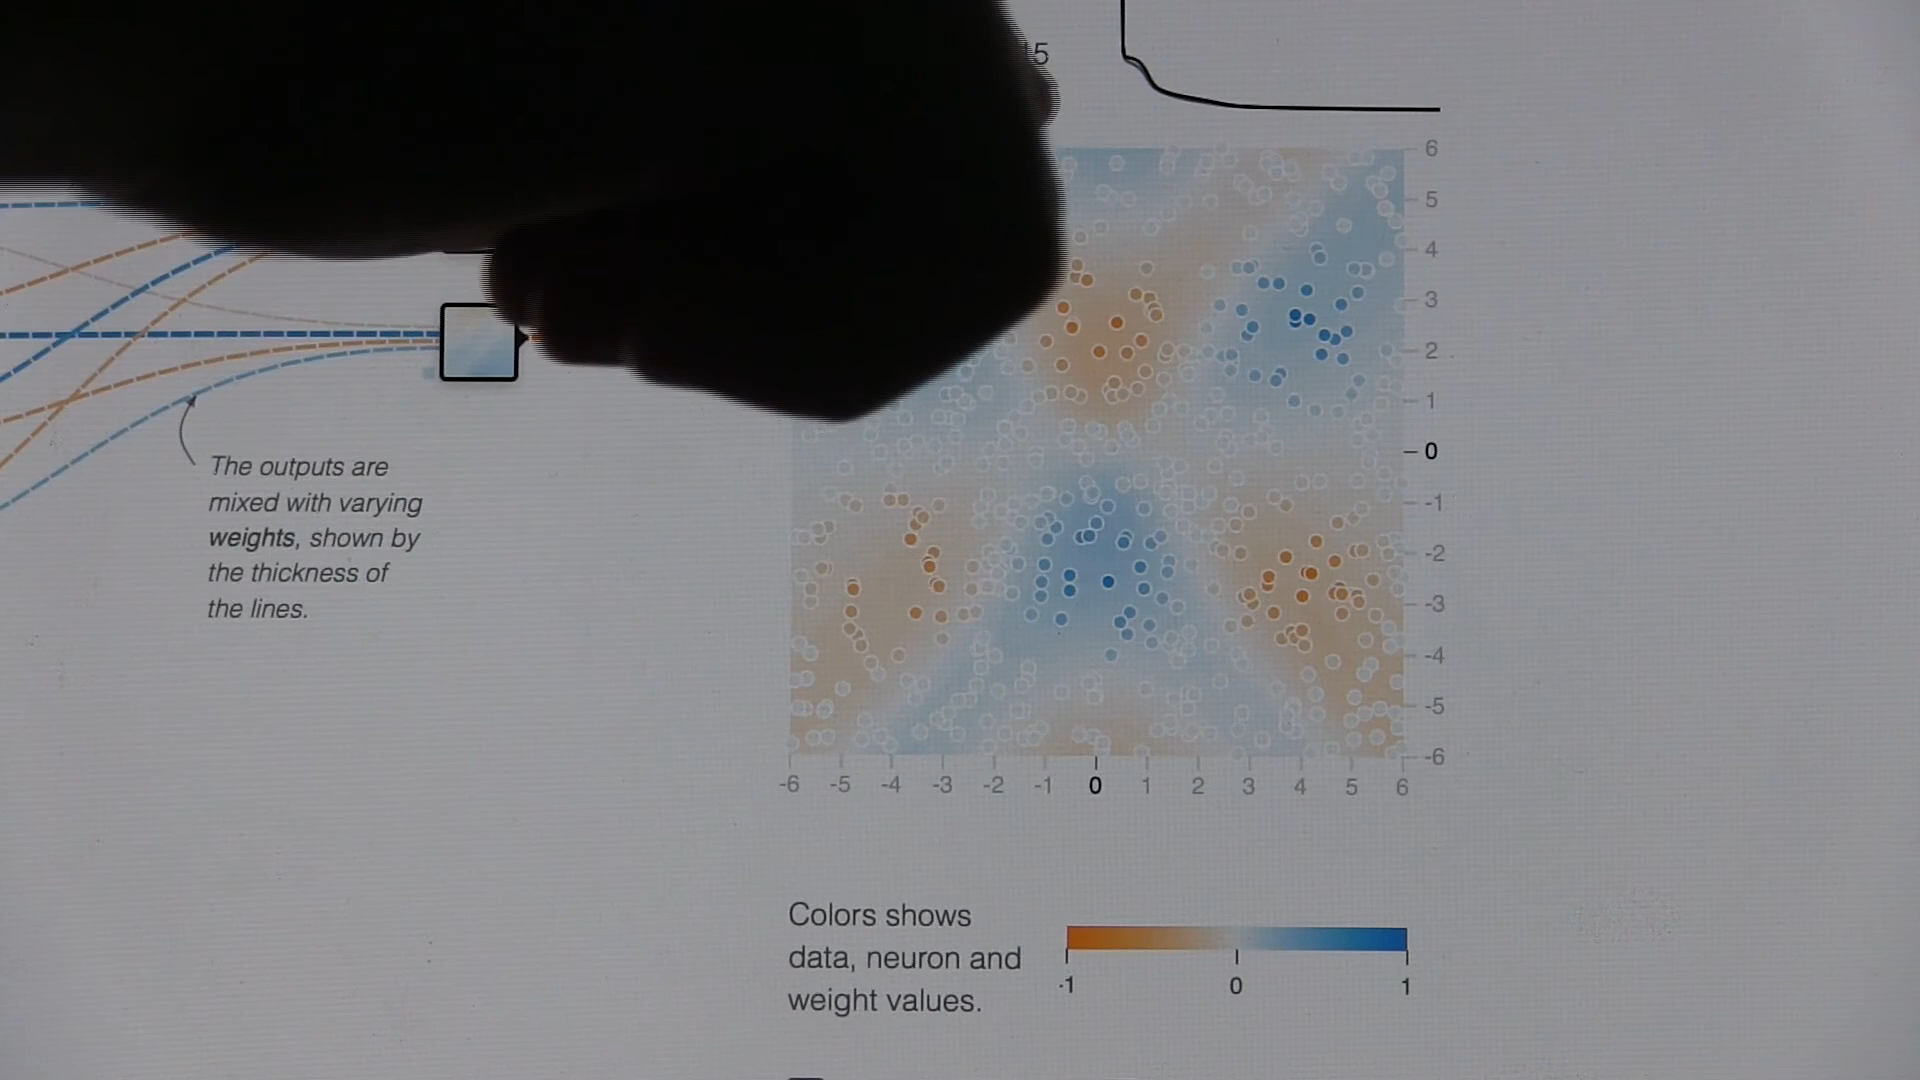 5
6
5
4
3
2
1
0
-1
-2
-3
-4
-5
-6
-6 -5 -4 -3 -2 -1 0 1 2 3 4 5 6
The outputs are
mixed with varying
weights, shown by
the thickness of
the lines.
Colors shows
data, neuron and
weight values.
-1 0 1